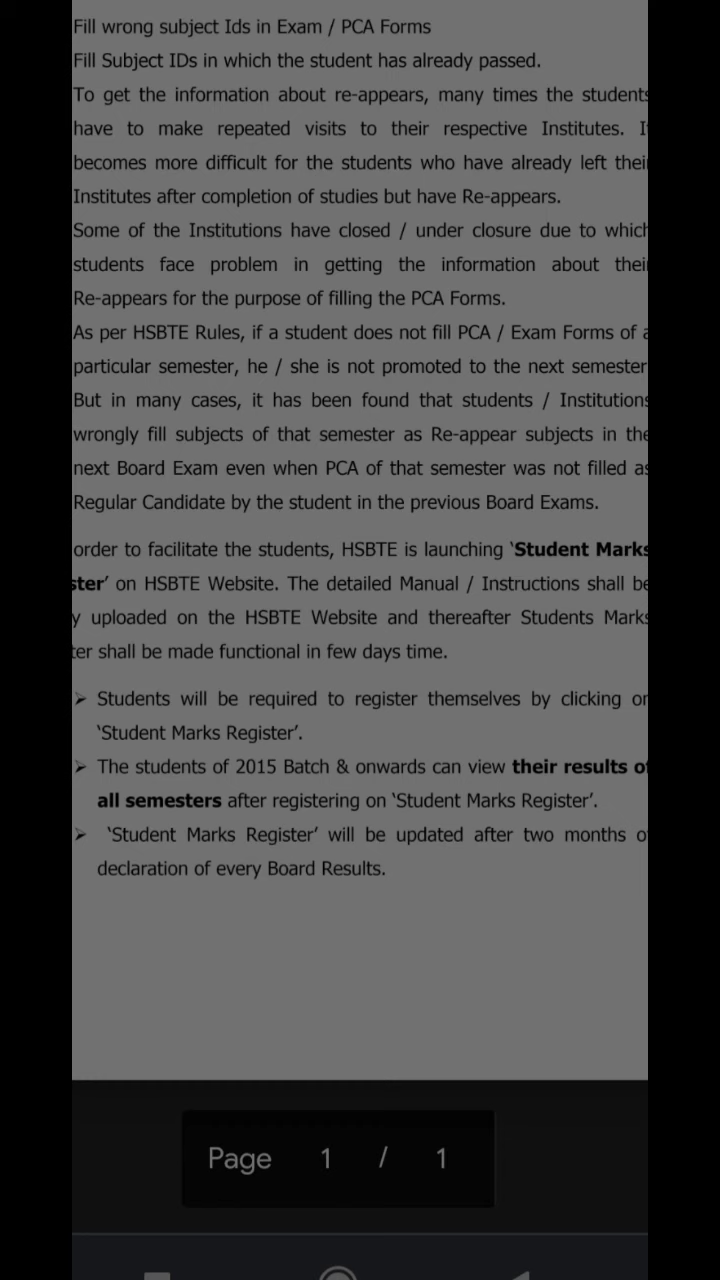 Fill wrong subject Ids in Exam / PCA Forms
Fill Subject IDs in which the student has already passed.
To get the information about re-appears, many times the students
have to make repeated visits to their respective Institutes. I
becomes more difficult for the students who have already left thei
Institutes after completion of studies but have Re-appears.
Some of the Institutions have closed / under closure due to which
students face problem in getting the information about thei
Re-appears for the purpose of filling the PCA Forms.
As per HSBTE Rules, if a student does not fill PCA / Exam Forms of a
particular semester, he / she is not promoted to the next semester
But in many cases, it has been found that students / Institutions
wrongly fill subjects of that semester as Re-appear subjects in the
next Board Exam even when PCA of that semester was not filled as
Regular Candidate by the student in the previous Board Exams.
order to facilitate the students, HSBTE is launching ‘Student Marks
ster’ on HSBTE Website. The detailed Manual / Instructions shall be
y uploaded on the HSBTE Website and thereafter Students Marks
ter shall be made functional in few days time.
➢ Students will be required to register themselves by clicking on
‘Student Marks Register’.
➢ The students of 2015 Batch & onwards can view their results of
all semesters after registering on ‘Student Marks Register’.
➢ ‘Student Marks Register’ will be updated after two months o
declaration of every Board Results.
Page 1 / 1